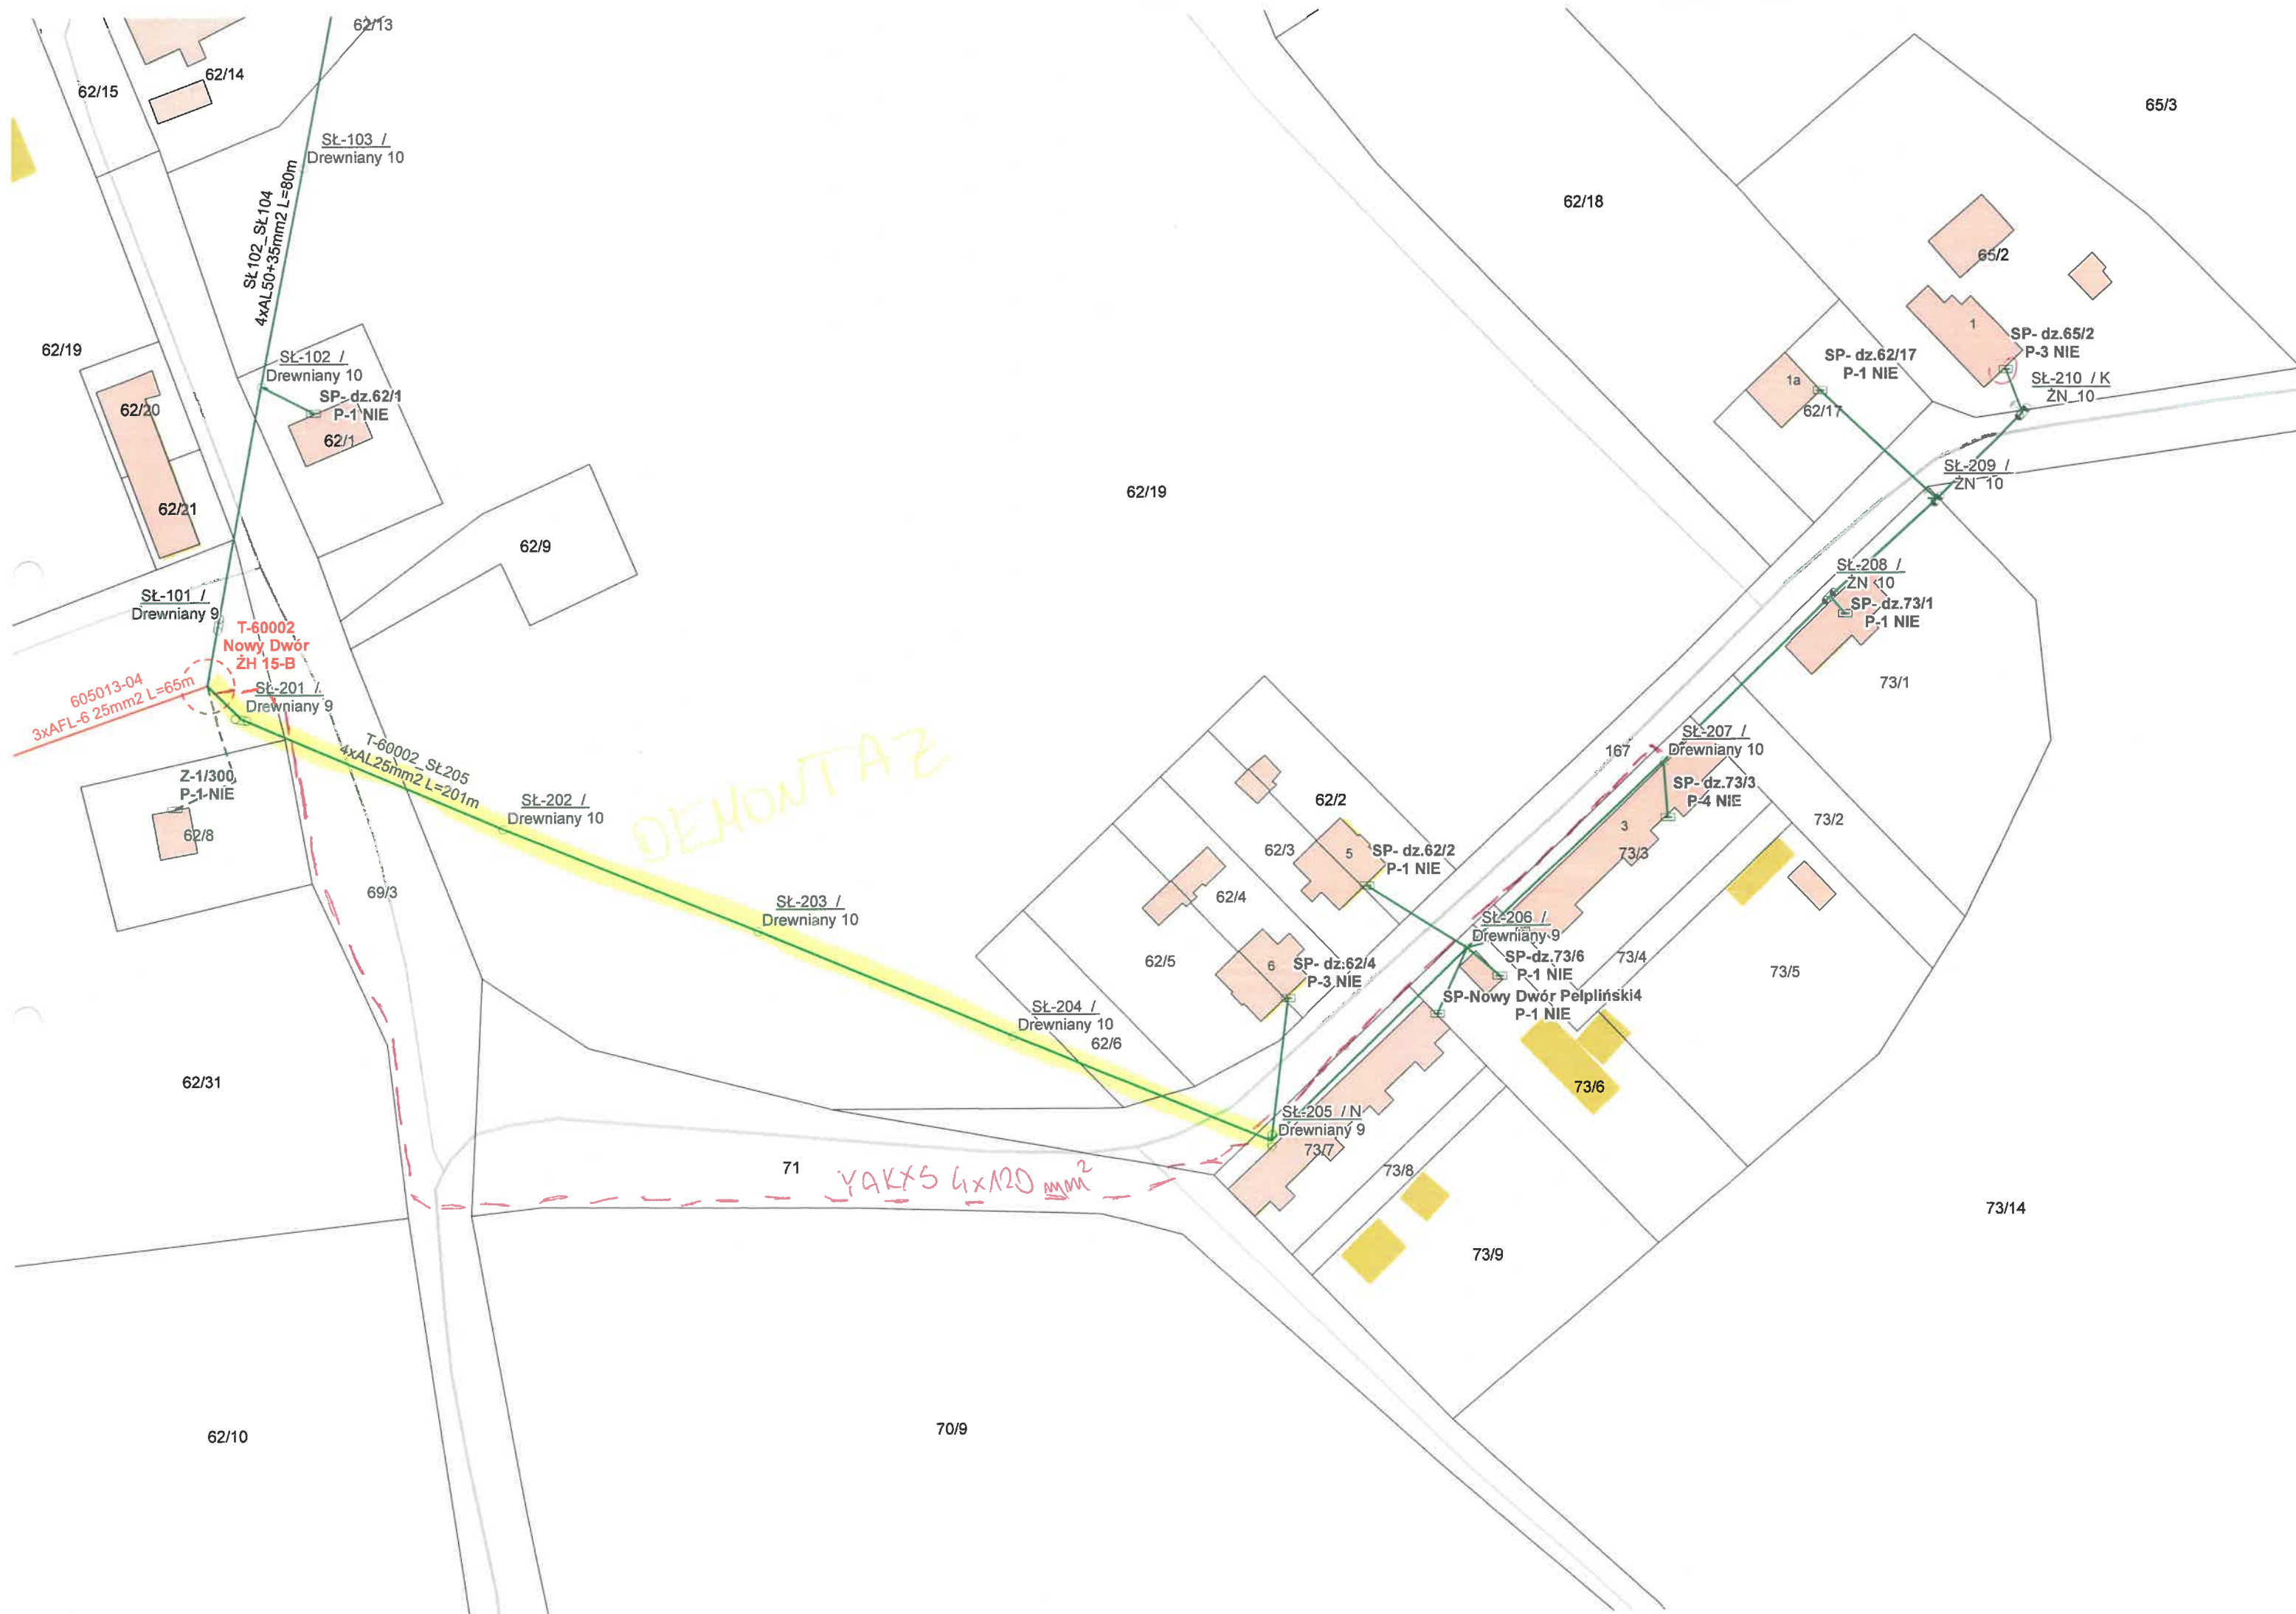 62/13
62/14
62/15
65/3
SŁ-103 /
Drewniany 10
62/18
SŁ102_SŁ104
4xAL50+35mm2 L=80m
65/2
1
SP- dz.65/2
P-3 NIE
62/19
SP- dz.62/17
P-1 NIE
SŁ-102 /
Drewniany 10
1a
SŁ-210 / K
ŻN 10
SP- dz.62/1
P-1 NIE
62/20
62/17
62/1
SŁ-209 /
ŻN 10
62/19
62/21
62/9
SŁ-208 /
ŻN 10
SŁ-101 /
Drewniany 9
SP- dz.73/1
P-1 NIE
T-60002
Nowy Dwór
ŻH 15-B
605013-04
3xAFL-6 25mm2 L=65m
73/1
SŁ-201 /
Drewniany 9
SŁ-207 /
Drewniany 10
167
T-60002_SŁ205
4xAL25mm2 L=201m
DEMONTAZ
Z-1/300
P-1 NIE
SP- dz.73/3
P-4 NIE
SŁ-202 /
Drewniany 10
62/2
73/2
3
62/8
62/3
5
SP- dz.62/2
P-1 NIE
73/3
69/3
62/4
SŁ-203 /
Drewniany 10
SŁ-206 /
Drewniany 9
62/5
6
SP- dz.62/4
P-3 NIE
SP-dz.73/6
P-1 NIE
73/4
73/5
SP-Nowy Dwór Pelpliński4
P-1 NIE
SŁ-204 /
Drewniany 10
62/6
62/31
73/6
SŁ-205 / N
Drewniany 9
73/7
71
YAKXS 4x120 mm²
73/8
73/14
73/9
62/10
70/9